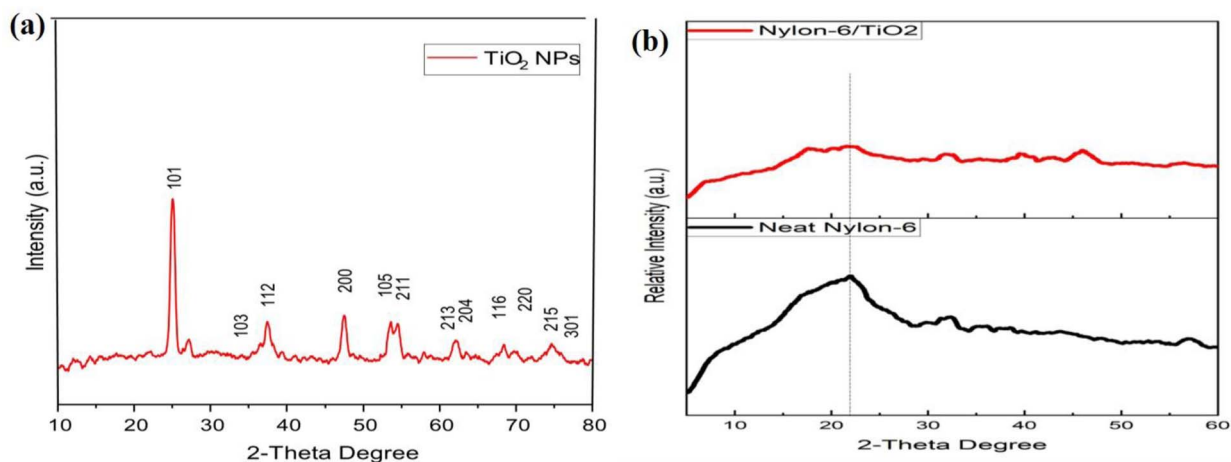 (a)
TiO2 NPs
Intensity (a.u.)
101
103
112
200
105
211
213
204
116
220
215
301
10 20 30 40 50 60 70 80
2-Theta Degree
(b)
Nylon-6/TiO2
Neat Nylon-6
Relative Intensity (a.u.)
10 20 30 40 50 60
2-Theta Degree